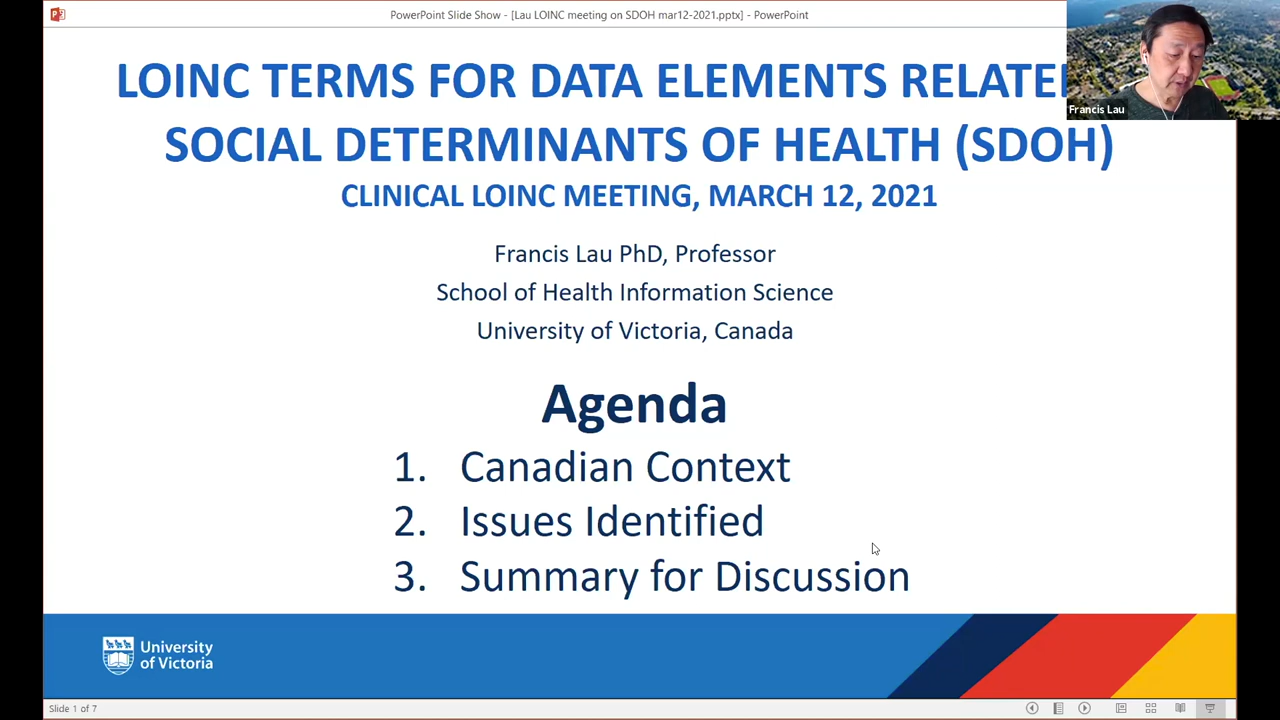 PowerPoint Slide Show - [Lau LOINC meeting on SDOH mar12-2021.pptx] - PowerPoint
LOINC TERMS FOR DATA ELEMENTS RELATE
SOCIAL DETERMINANTS OF HEALTH (SDOH)
CLINICAL LOINC MEETING, MARCH 12, 2021
Francis Lau
Francis Lau PhD, Professor
School of Health Information Science
University of Victoria, Canada
Agenda
1. Canadian Context
2. Issues Identified
3. Summary for Discussion
University
of Victoria
Slide 1 of 7